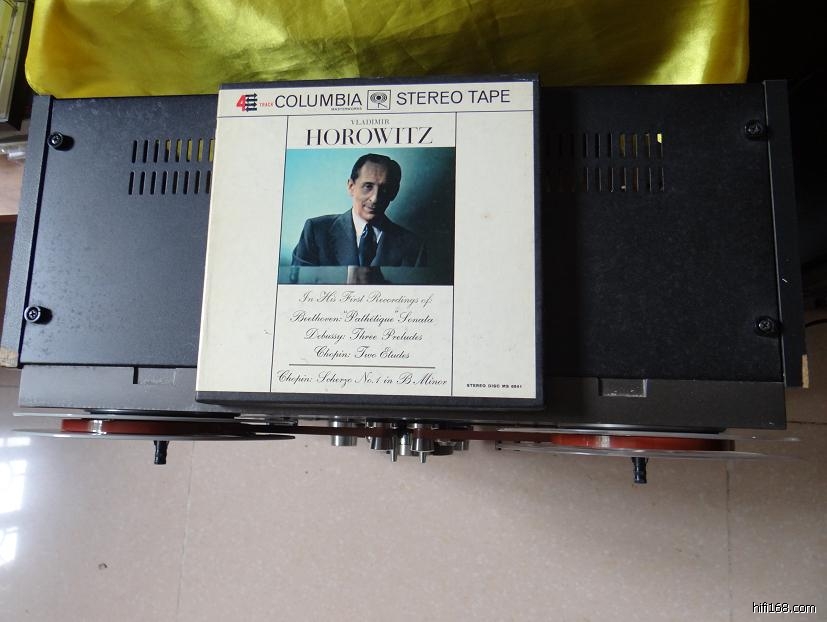 4 TRACK COLUMBIA STEREO TAPE
MASTERWORKS
VLADIMIR
HOROWITZ
In His First Recordings of:
Beethoven: "Pathétique" Sonata
Debussy: Three Preludes
Chopin: Two Etudes
Chopin: Scherzo No. 1 in B Minor
STEREO DISC MS 6541
hifi168.com